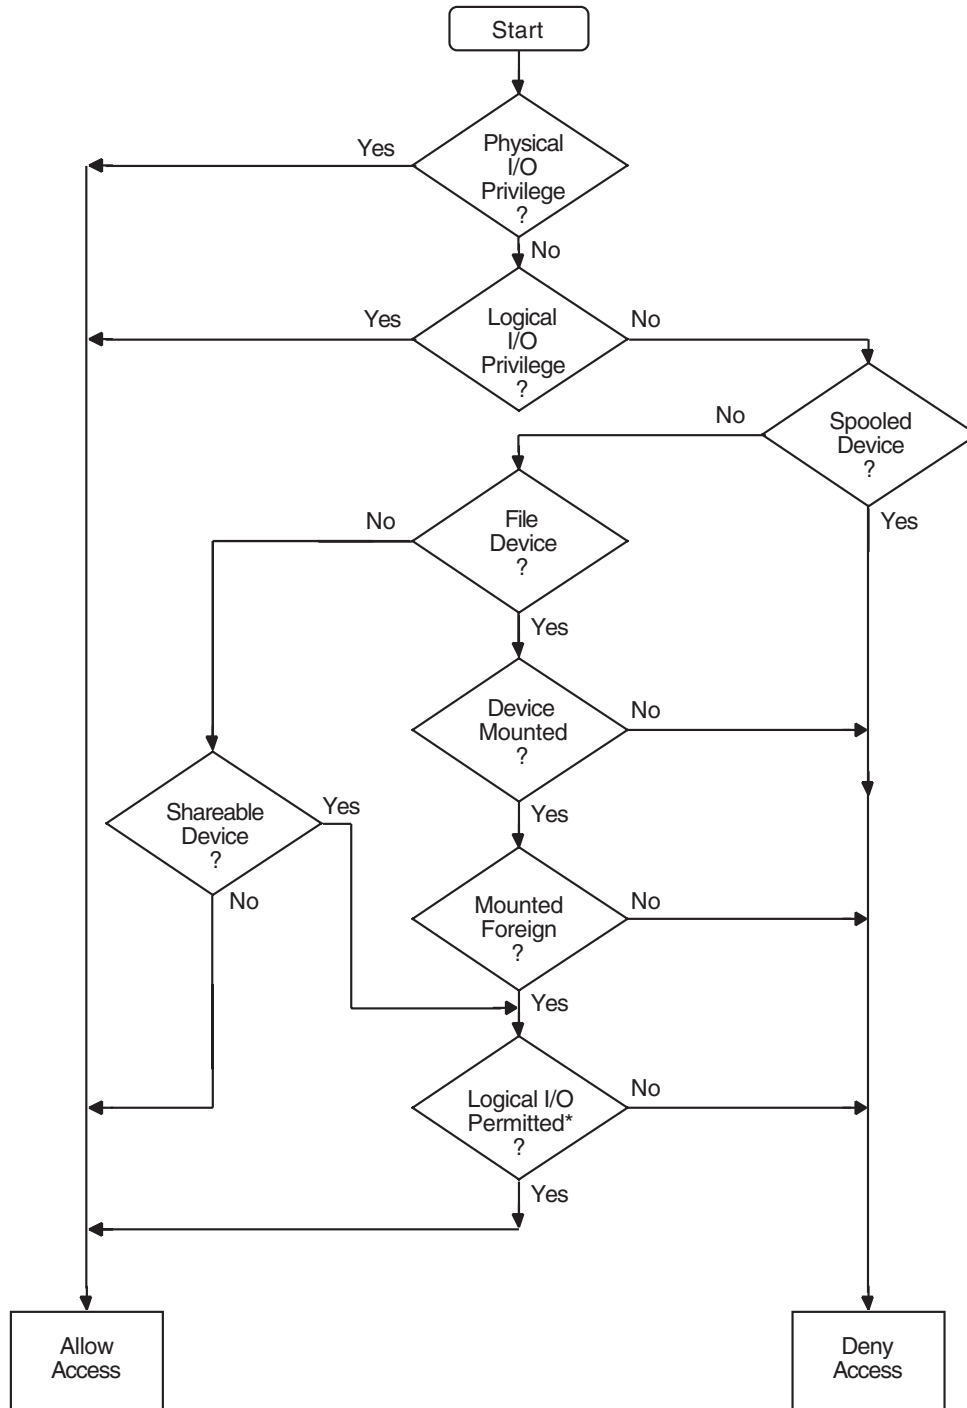 Start
Physical
I/O
Privilege
?
Yes
No
Logical
I/O
Privilege
?
Yes
No
Spooled
Device
?
No
Yes
File
Device
?
No
Yes
Device
Mounted
?
No
Yes
Shareable
Device
?
Yes
No
Mounted
Foreign
?
No
Yes
Logical I/O
Permitted*
?
No
Yes
Allow
Access
Deny
Access